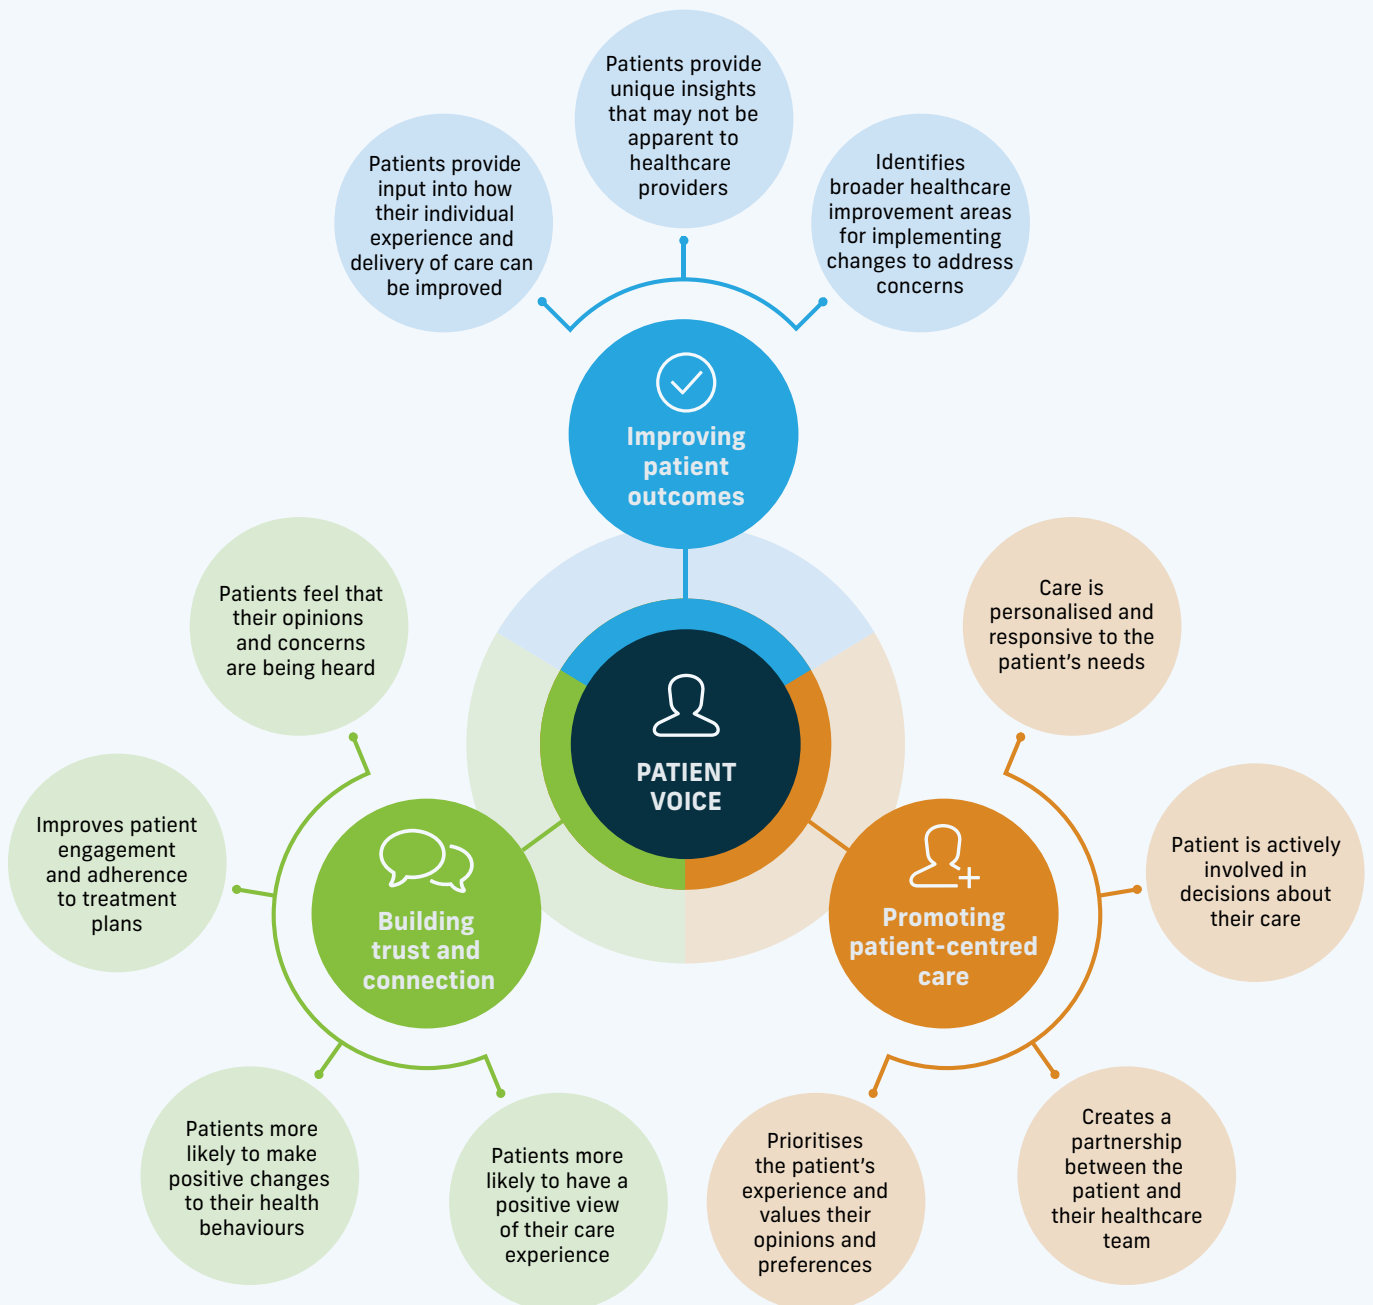 Patients provide
unique insights
that may not be
apparent to
healthcare
providers
Patients provide
input into how
their individual
experience and
delivery of care can
be improved
Identifies
broader healthcare
improvement areas
for implementing
changes to address
concerns
Improving
patient
outcomes
Patients feel that
their opinions
and concerns
are being heard
Care is
personalised and
responsive to the
patient’s needs
PATIENT
VOICE
Improves patient
engagement
and adherence
to treatment
plans
Patient is actively
involved in
decisions about
their care
Building
trust and
connection
Promoting
patient-centred
care
Patients more
likely to make
positive changes
to their health
behaviours
Patients more
likely to have a
positive view
of their care
experience
Prioritises
the patient’s
experience and
values their
opinions and
preferences
Creates a
partnership
between the
patient and
their healthcare
team